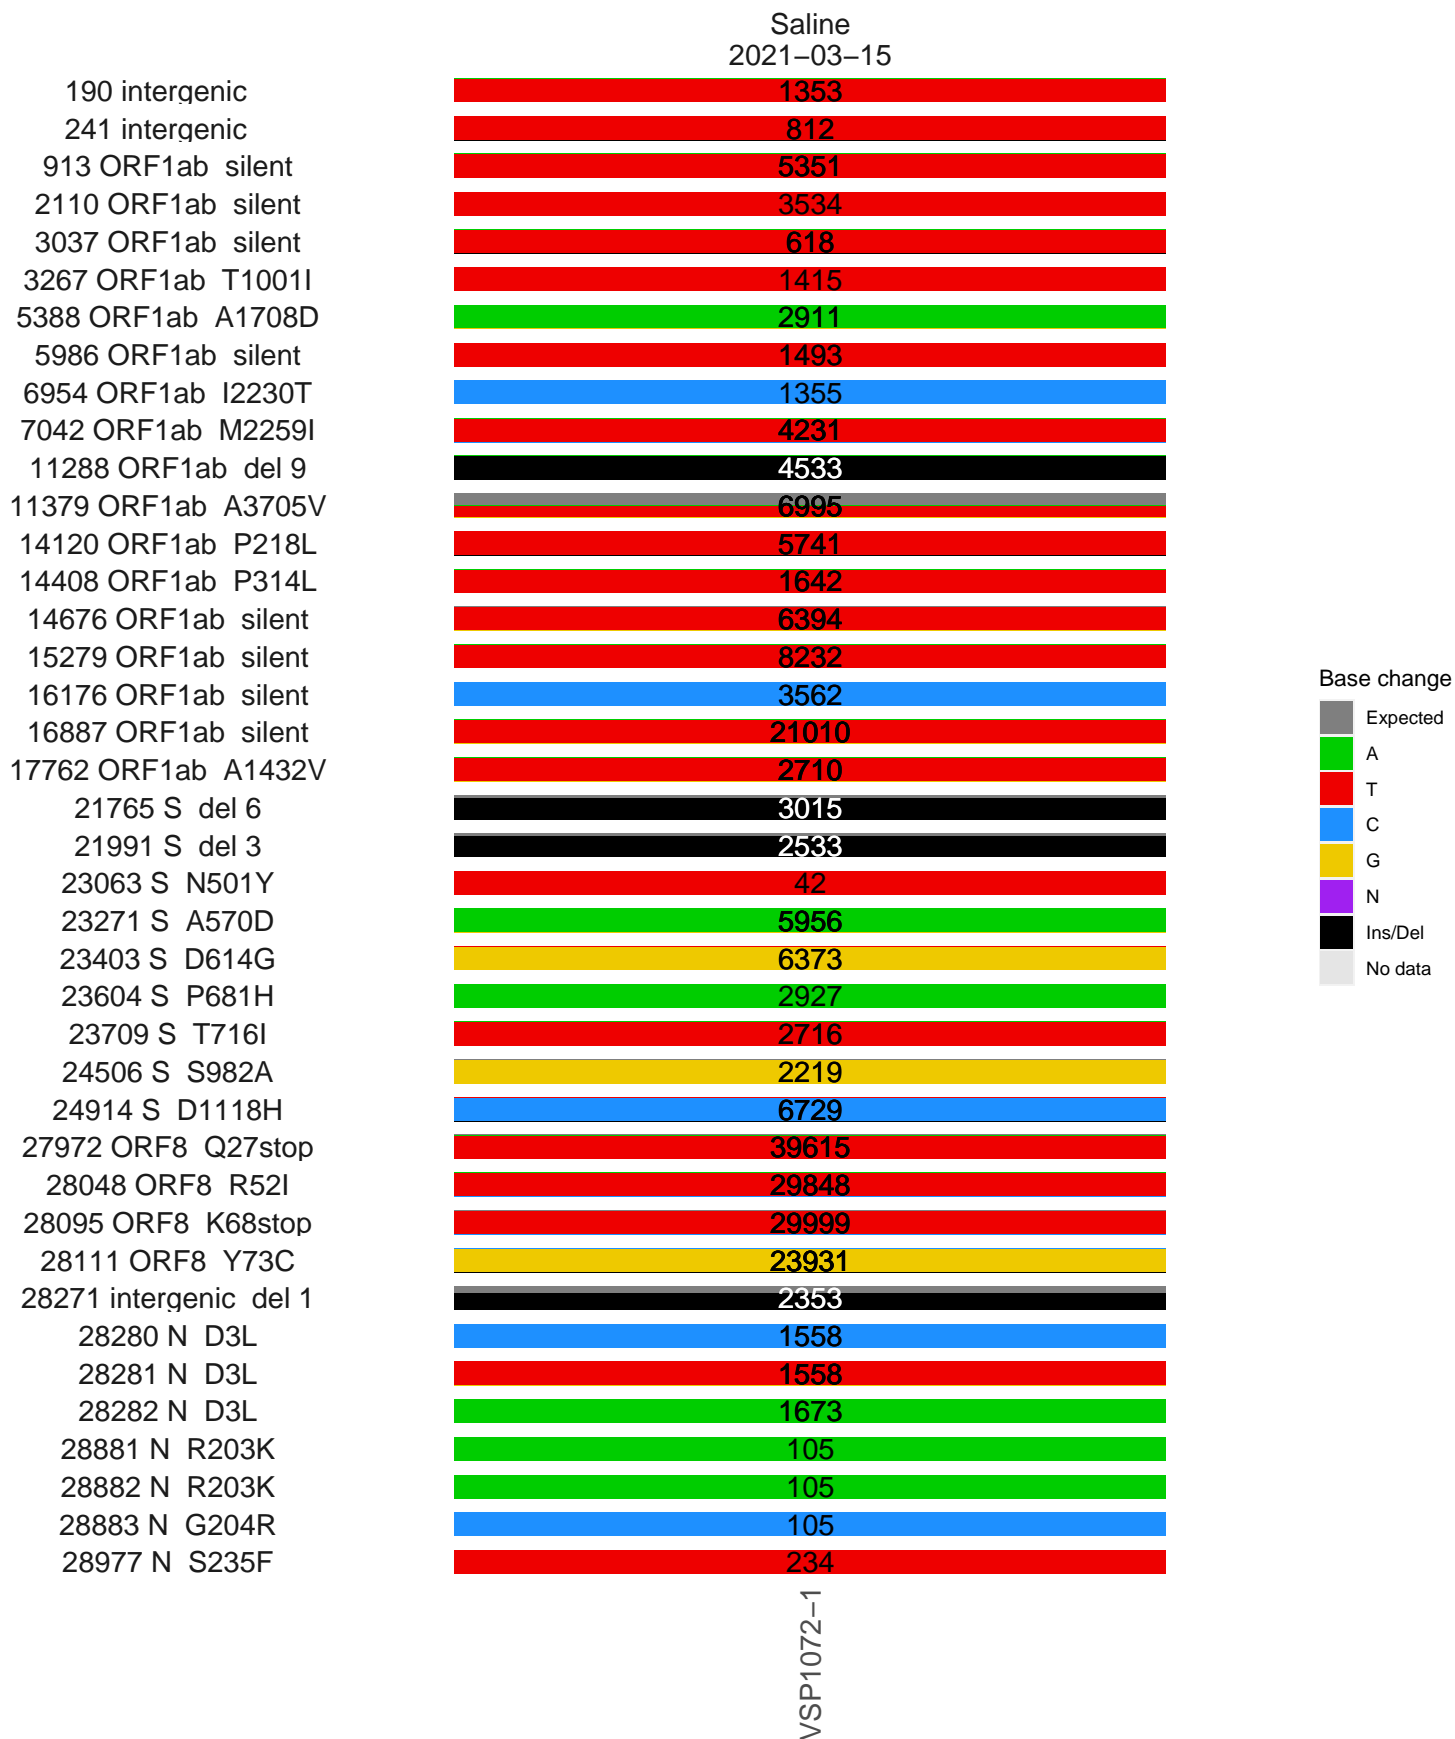 Saline
2021−03−15
190 intergenic 1353
241 intergenic 812
913 ORF1ab silent 5351
2110 ORF1ab silent 3534
3037 ORF1ab silent 618
3267 ORF1ab T1001I 1415
5388 ORF1ab A1708D 2911
5986 ORF1ab silent 1493
6954 ORF1ab I2230T 1355
7042 ORF1ab M2259I 4231
11288 ORF1ab del 9 4533
11379 ORF1ab A3705V 6995
14120 ORF1ab P218L 5741
14408 ORF1ab P314L 1642
14676 ORF1ab silent 6394
15279 ORF1ab silent 8232
16176 ORF1ab silent 3562
16887 ORF1ab silent 21010
17762 ORF1ab A1432V 2710
21765 S del 6 3015
21991 S del 3 2533
23063 S N501Y 42
23271 S A570D 5956
23403 S D614G 6373
23604 S P681H 2927
23709 S T716I 2716
24506 S S982A 2219
24914 S D1118H 6729
27972 ORF8 Q27stop 39615
28048 ORF8 R52I 29848
28095 ORF8 K68stop 29999
28111 ORF8 Y73C 23931
28271 intergenic del 1 2353
28280 N D3L 1558
28281 N D3L 1558
28282 N D3L 1673
28881 N R203K 105
28882 N R203K 105
28883 N G204R 105
28977 N S235F 234
VSP1072−1
Base change
Expected
A
T
C
G
N
Ins/Del
No data